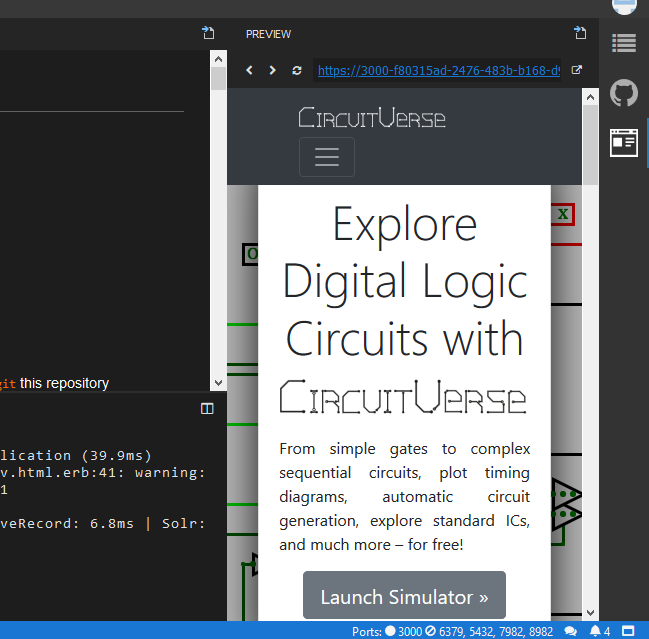 PREVIEW
https://3000-f80315ad-2476-483b-b168-d9
CircuitVerse
Explore
Digital Logic
Circuits with
CircuitVerse
From simple gates to complex
sequential circuits, plot timing
diagrams, automatic circuit
generation, explore standard ICs,
and much more – for free!
Launch Simulator »
X
0
git this repository
lication (39.9ms)
v.html.erb:41: warning:
1
veRecord: 6.8ms | Solr:
Ports: 3000 6379, 5432, 7982, 8982 4